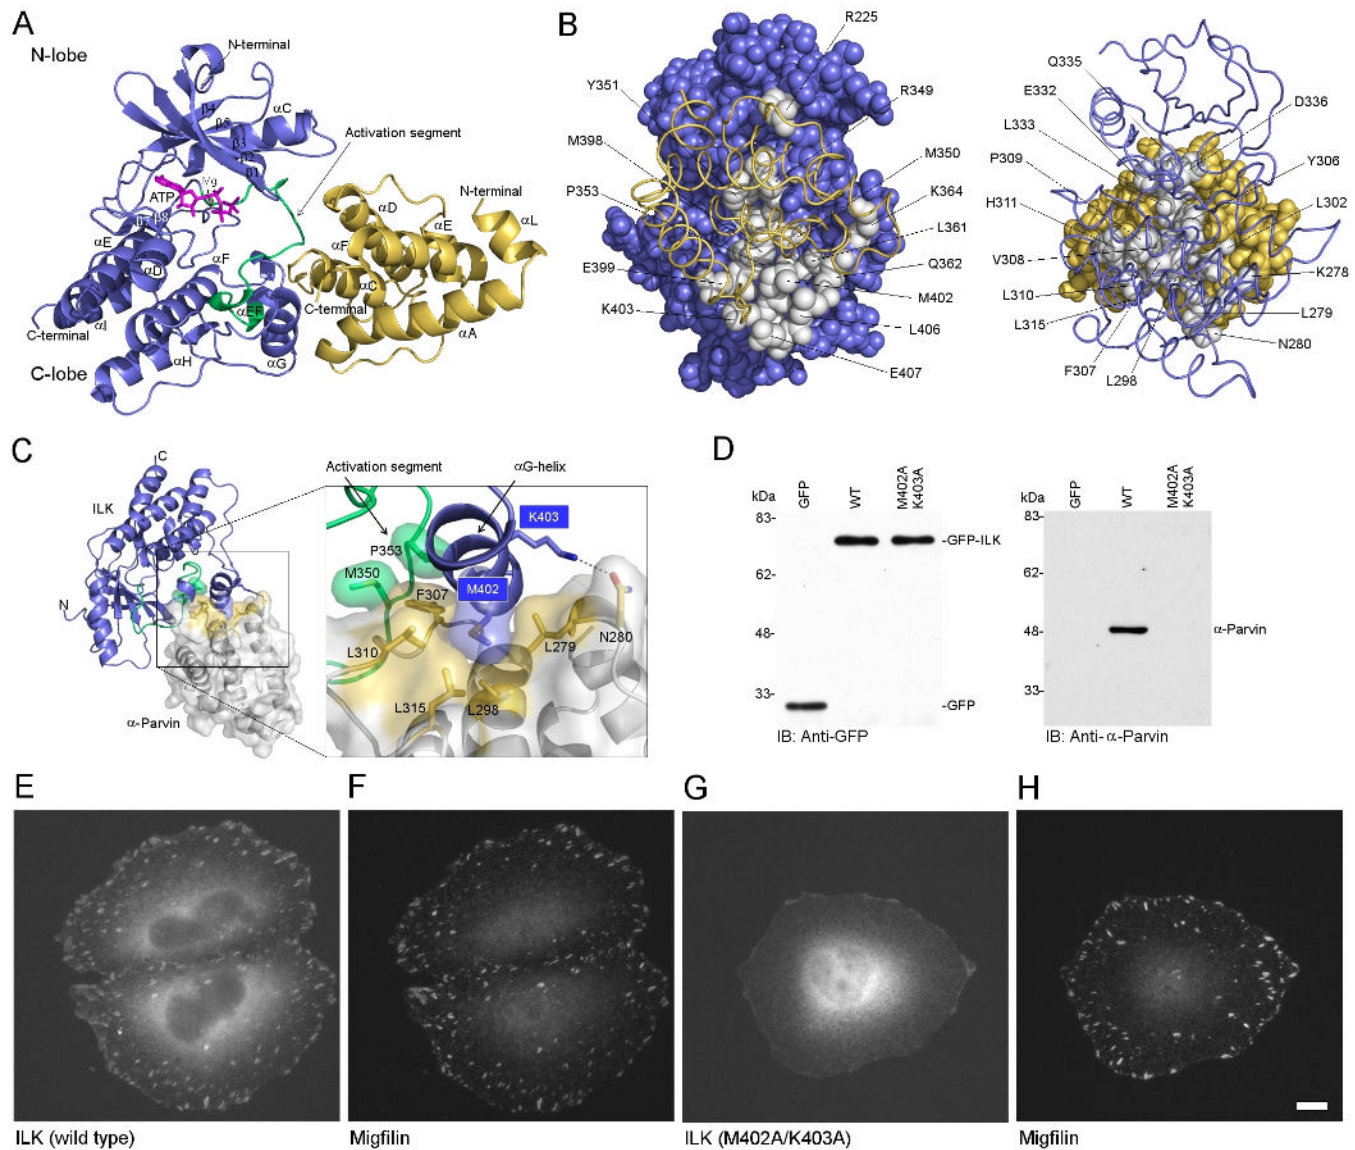 A
N-lobe
N-terminal
β4
β5
αC
β3
β2
β1
Activation segment
Mg
ATP
β7
β8
αE
αD
αF
αI
C-terminal
αEF
αH
αG
C-lobe
N-terminal
αD
αE
αL
αF
αC
C-terminal
αA
B
R225
Y351
R349
M398
M350
P353
K364
L361
E399
Q362
M402
K403
L406
E407
Q335
E332
D336
L333
P309
Y306
H311
L302
V308
K278
L310
L315
L279
N280
F307
L298
C
C
ILK
N
α-Parvin
Activation segment
αG-helix
K403
P353
M350
F307
M402
L310
L279
N280
L315
L298
D
kDa
GFP
WT
M402A
K403A
83-
62-
48-
33-
-GFP-ILK
-GFP
IB: Anti-GFP
kDa
GFP
WT
M402A
K403A
83-
62-
48-
33-
α-Parvin
IB: Anti-α-Parvin
E
F
G
H
ILK (wild type)
Migfilin
ILK (M402A/K403A)
Migfilin